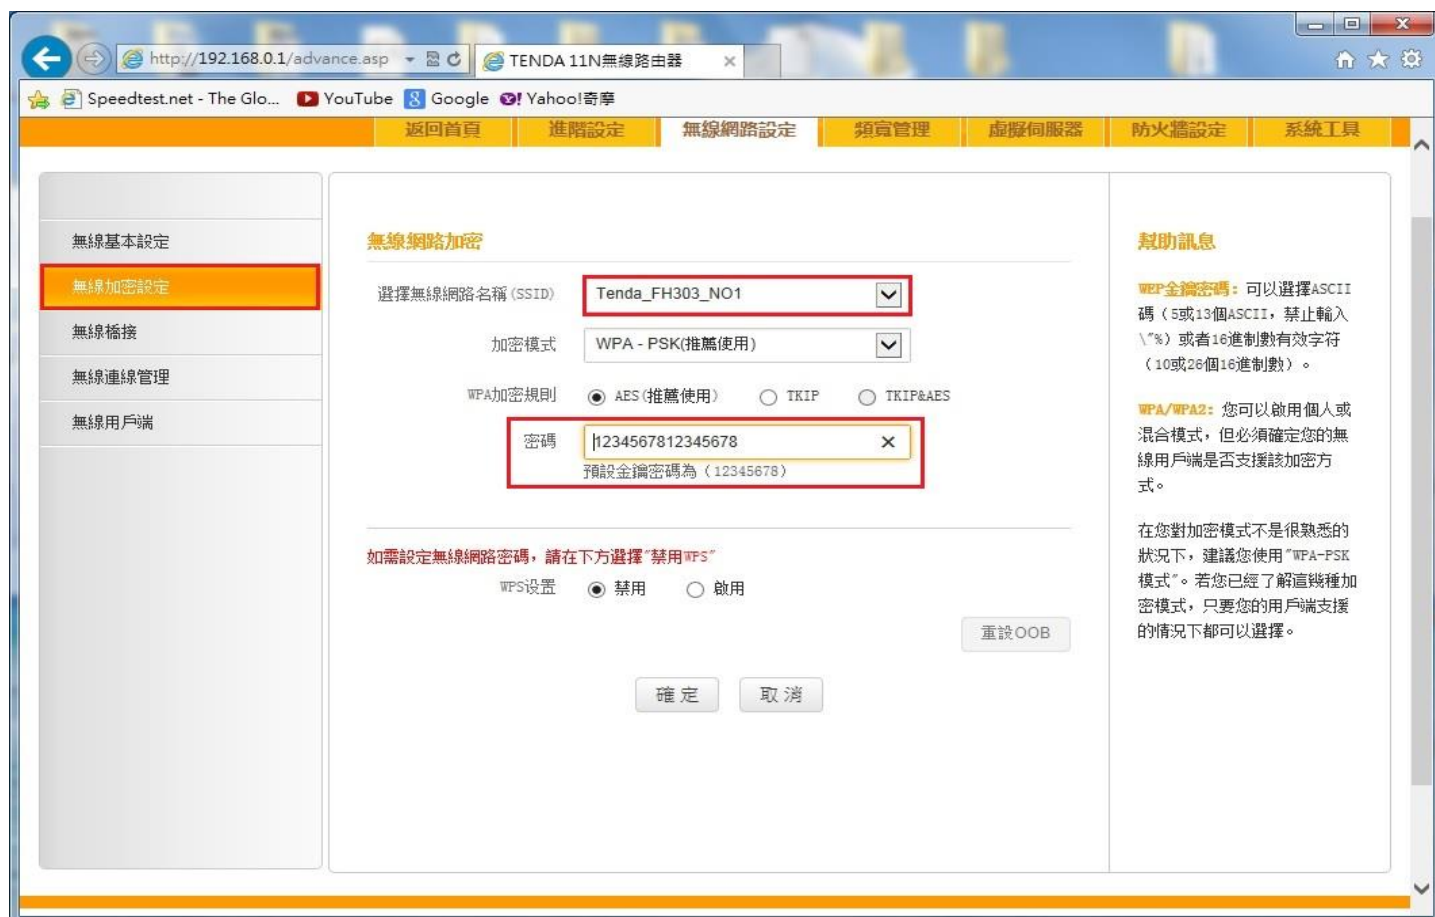 http://192.168.0.1/advance.asp
TENDA 11N無線路由器
Speedtest.net - The Glo...
YouTube
Google
Yahoo!奇摩
返回首頁
進階設定
無線網路設定
頻宽管理
虛擬伺服器
防火牆設定
系統工具
無線基本設定
無線加密設定
無線橋接
無線連線管理
無線用戶端
無線網路加密
選擇無線網路名稱(SSID)
Tenda_FH303_NO1
加密模式
WPA - PSK(推薦使用)
WPA加密規則
AES(推薦使用)
TKIP
TKIP&AES
密碼
1234567812345678
預設金鑰密碼為（12345678）
如需設定無線網路密碼，請在下方選擇"禁用WPS"
WPS设置
禁用
啟用
重設OOB
確定
取消
幫助訊息
WEP金鑰密碼：可以選擇ASCII
碼（5或13個ASCII，禁止輸入
\"%）或者16進制數有效字符
（10或26個16進制數）。
WPA/WPA2：您可以啟用個人或
混合模式，但必須確定您的無
線用戶端是否支援該加密方
式。
在您對加密模式不是很熟悉的
狀況下，建議您使用"WPA-PSK
模式"。若您已經了解這幾種加
密模式，只要您的用戶端支援
的情況下都可以選擇。